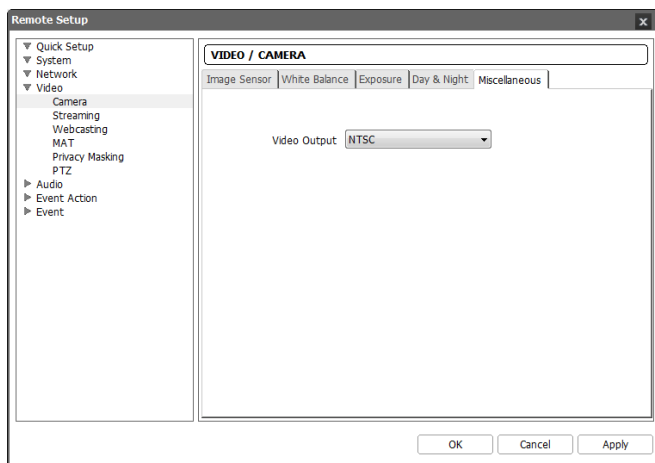 Remote Setup
Quick Setup
System
Network
Video
Camera
Streaming
Webcasting
MAT
Privacy Masking
PTZ
Audio
Event Action
Event
VIDEO / CAMERA
Image Sensor
White Balance
Exposure
Day & Night
Miscellaneous
Video Output
NTSC
OK
Cancel
Apply